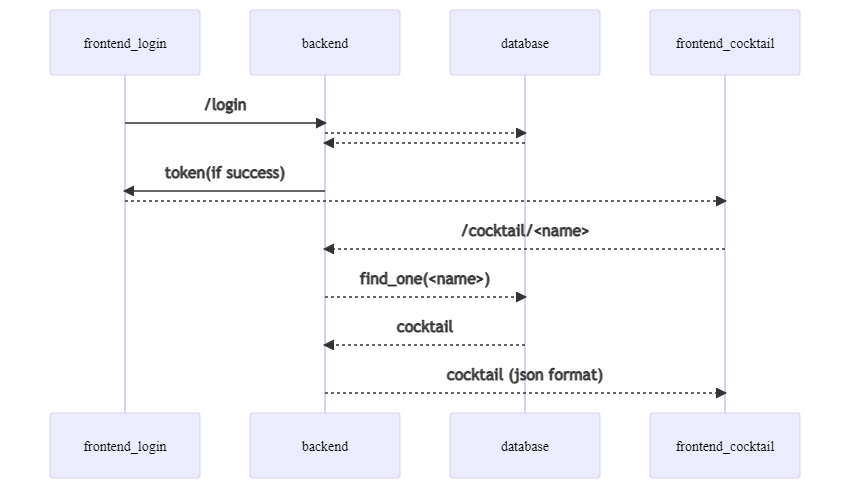 frontend_login
backend
database
frontend_cocktail
/login
token(if success)
/cocktail/<name>
find_one(<name>)
cocktail
cocktail (json format)
frontend_login
backend
database
frontend_cocktail